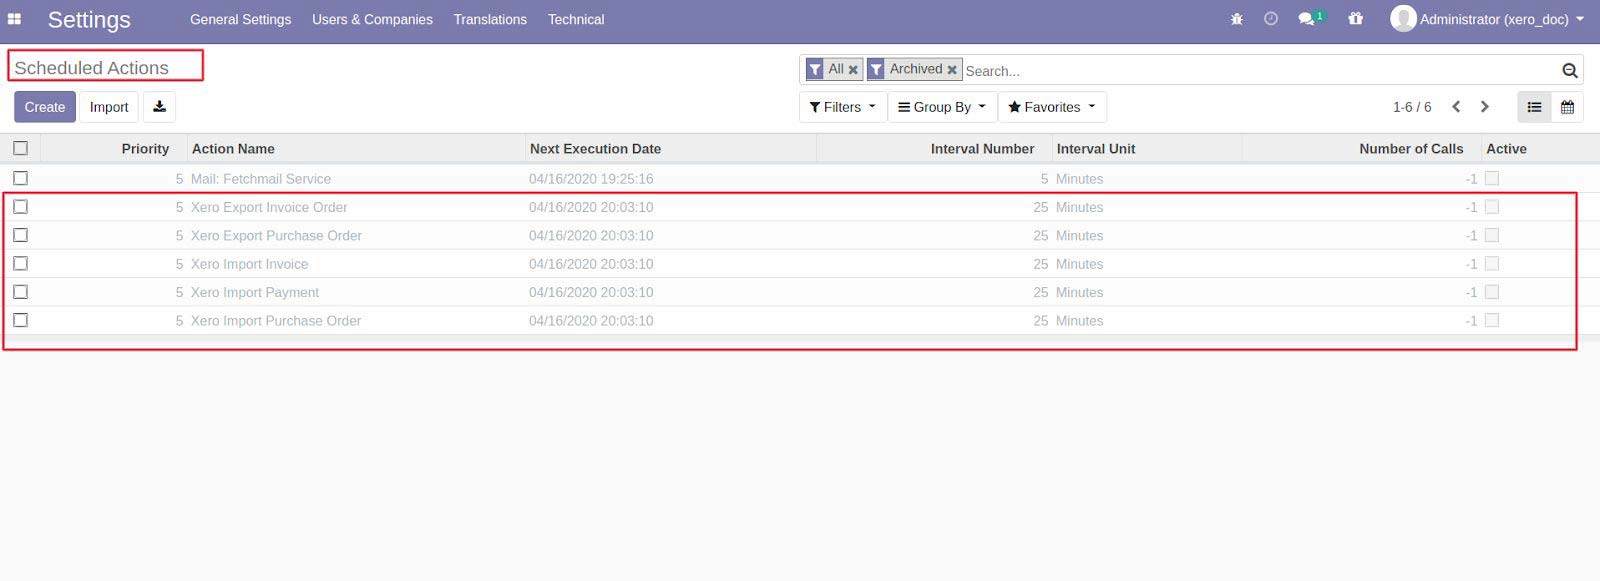 Settings General Settings Users & Companies Translations Technical 1 Administrator (xero_doc)
Scheduled Actions All Archived Search...
Create Import Filters Group By Favorites 1-6 / 6
Priority Action Name Next Execution Date Interval Number Interval Unit Number of Calls Active
5 Mail: Fetchmail Service 04/16/2020 19:25:16 5 Minutes -1
5 Xero Export Invoice Order 04/16/2020 20:03:10 25 Minutes -1
5 Xero Export Purchase Order 04/16/2020 20:03:10 25 Minutes -1
5 Xero Import Invoice 04/16/2020 20:03:10 25 Minutes -1
5 Xero Import Payment 04/16/2020 20:03:10 25 Minutes -1
5 Xero Import Purchase Order 04/16/2020 20:03:10 25 Minutes -1